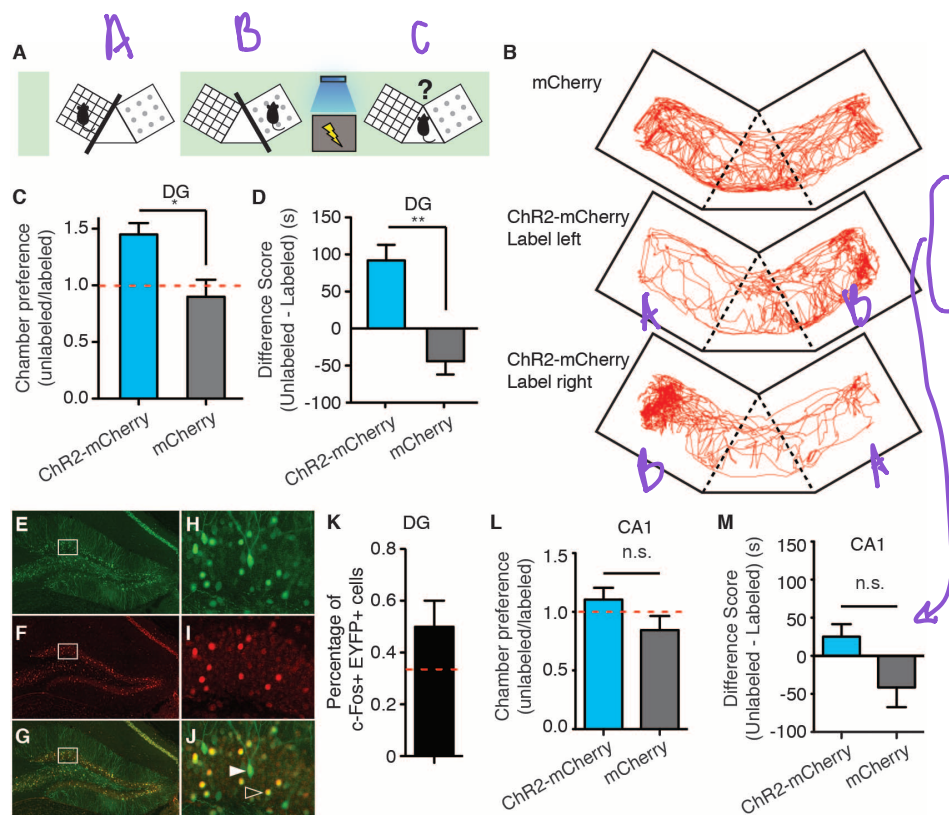 A B C
A
?
B
mCherry
ChR2-mCherry
Label left
A B
ChR2-mCherry
Label right
B A
C
DG
*
Chamber preference
(unlabeled/labeled)
1.5
1.0
0.5
0.0
ChR2-mCherry
mCherry
D
DG
**
Difference Score
(Unlabeled - Labeled) (s)
150
100
50
0
-50
-100
ChR2-mCherry
mCherry
E
F
G
H
I
J
K
DG
Percentage of
c-Fos+ EYFP+ cells
0.8
0.6
0.4
0.2
0
L
CA1
n.s.
Chamber preference
(unlabeled/labeled)
1.5
1.0
0.5
0.0
ChR2-mCherry
mCherry
M
CA1
n.s.
Difference Score
(Unlabeled - Labeled) (s)
150
100
50
0
-50
-100
ChR2-mCherry
mCherry